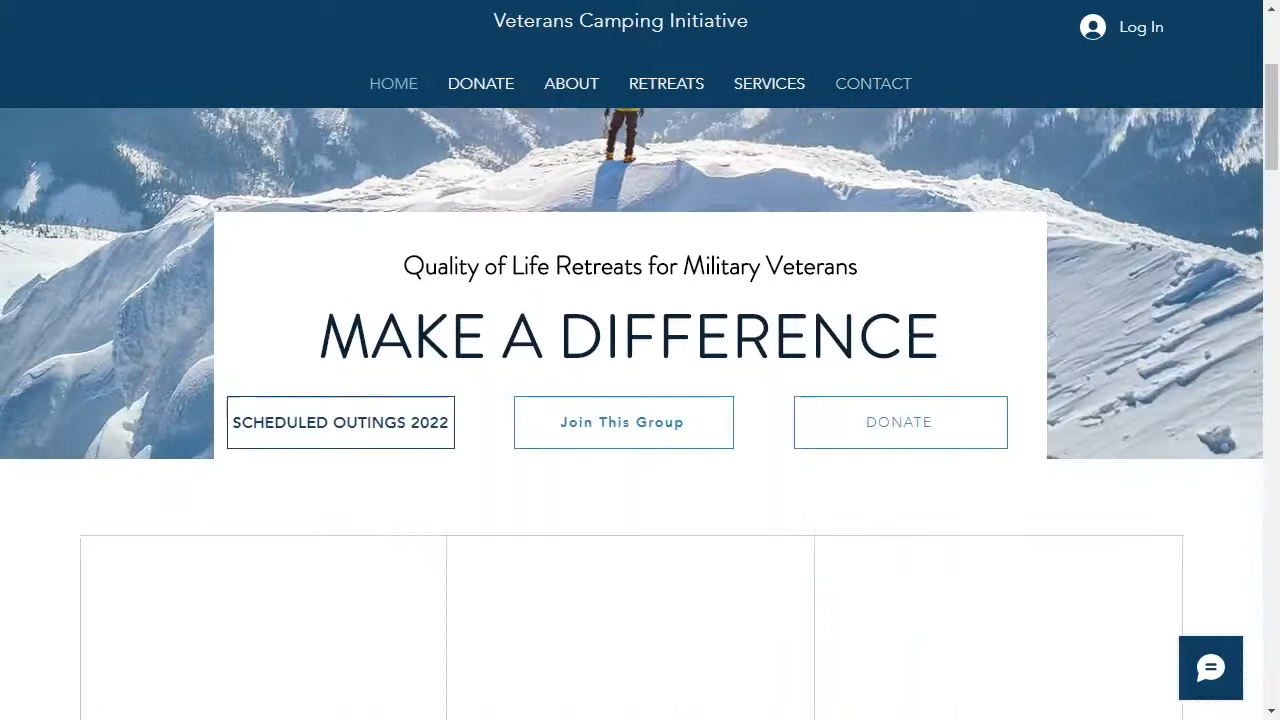 Veterans Camping Initiative
Log In
HOME DONATE ABOUT RETREATS SERVICES CONTACT
Quality of Life Retreats for Military Veterans
MAKE A DIFFERENCE
SCHEDULED OUTINGS 2022 Join This Group DONATE